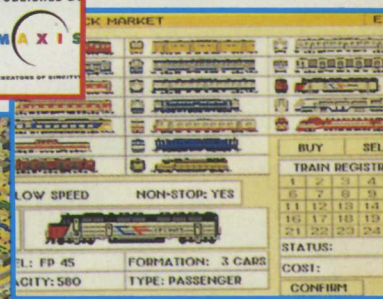 MAXIS
CREATORS OF SIMCITY
CK MARKET
BUY SEL
TRAIN REGISTR
1 2 3 4
6 7 8 9
11 12 13 14
16 17 18 19
21 22 23 24
STATUS:
COST:
CONFIRM
LOW SPEED NON-STOP: YES
EL: FP 45 FORMATION: 3 CARS
ACITY: 580 TYPE: PASSENGER